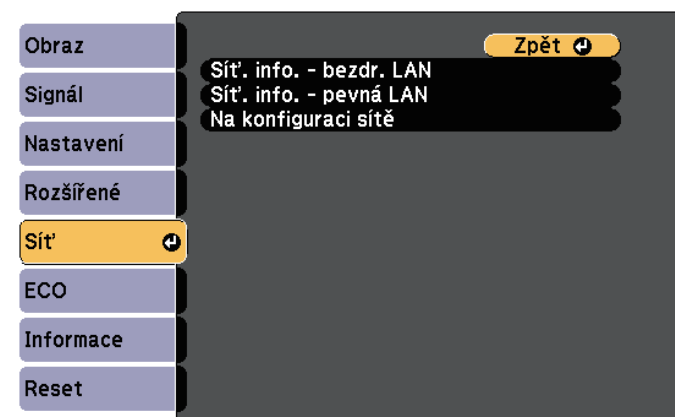 Obraz
Signál
Nastavení
Rozšířené
Síť
ECO
Informace
Reset
Zpět
Síť. info. - bezdr. LAN
Síť. info. - pevná LAN
Na konfiguraci sítě